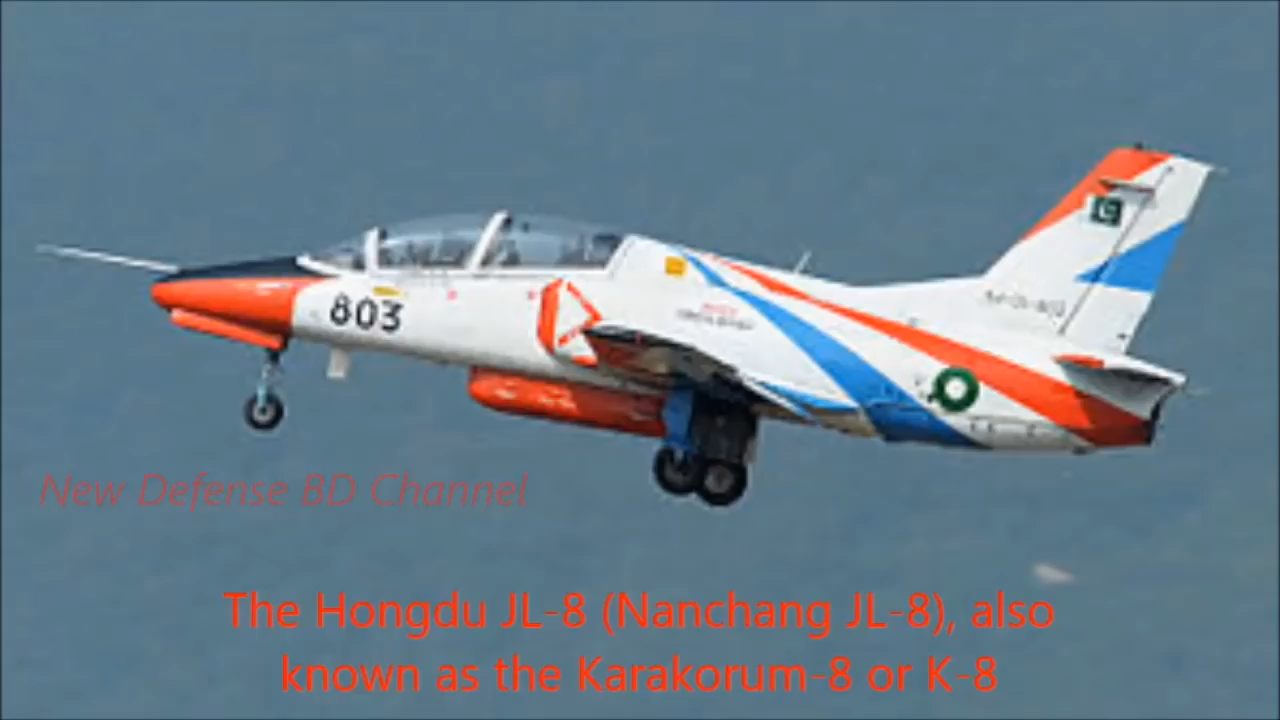 803
New Defense BD Channel
The Hongdu JL-8 (Nanchang JL-8), also
known as the Karakorum-8 or K-8